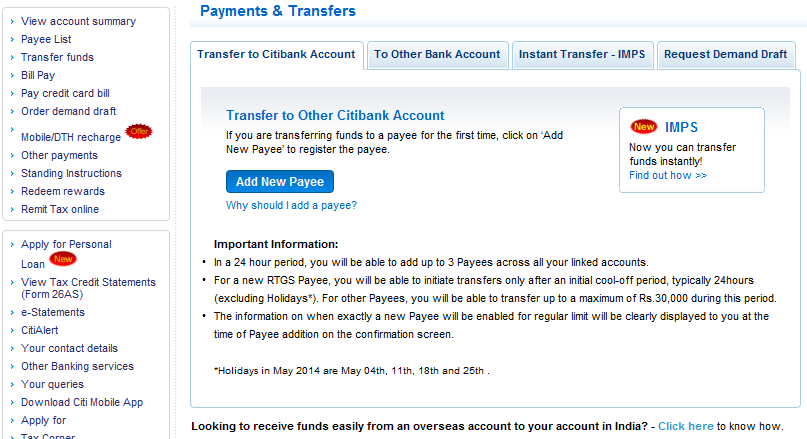 Payments & Transfers
View account summary
Payee List
Transfer funds
Bill Pay
Pay credit card bill
Order demand draft
Mobile/DTH recharge Offer
Other payments
Standing Instructions
Redeem rewards
Remit Tax online
Apply for Personal
Loan New
View Tax Credit Statements
(Form 26AS)
e-Statements
CitiAlert
Your contact details
Other Banking services
Your queries
Download Citi Mobile App
Apply for
Tax Corner
Transfer to Citibank Account
To Other Bank Account
Instant Transfer - IMPS
Request Demand Draft
Transfer to Other Citibank Account
If you are transferring funds to a payee for the first time, click on 'Add
New Payee' to register the payee.
Add New Payee
Why should I add a payee?
New IMPS
Now you can transfer
funds instantly!
Find out how >>
Important Information:
• In a 24 hour period, you will be able to add up to 3 Payees across all your linked accounts.
• For a new RTGS Payee, you will be able to initiate transfers only after an initial cool-off period, typically 24hours
(excluding Holidays*). For other Payees, you will be able to transfer up to a maximum of Rs.30,000 during this period.
• The information on when exactly a new Payee will be enabled for regular limit will be clearly displayed to you at the
time of Payee addition on the confirmation screen.
*Holidays in May 2014 are May 04th, 11th, 18th and 25th .
Looking to receive funds easily from an overseas account to your account in India? - Click here to know how.